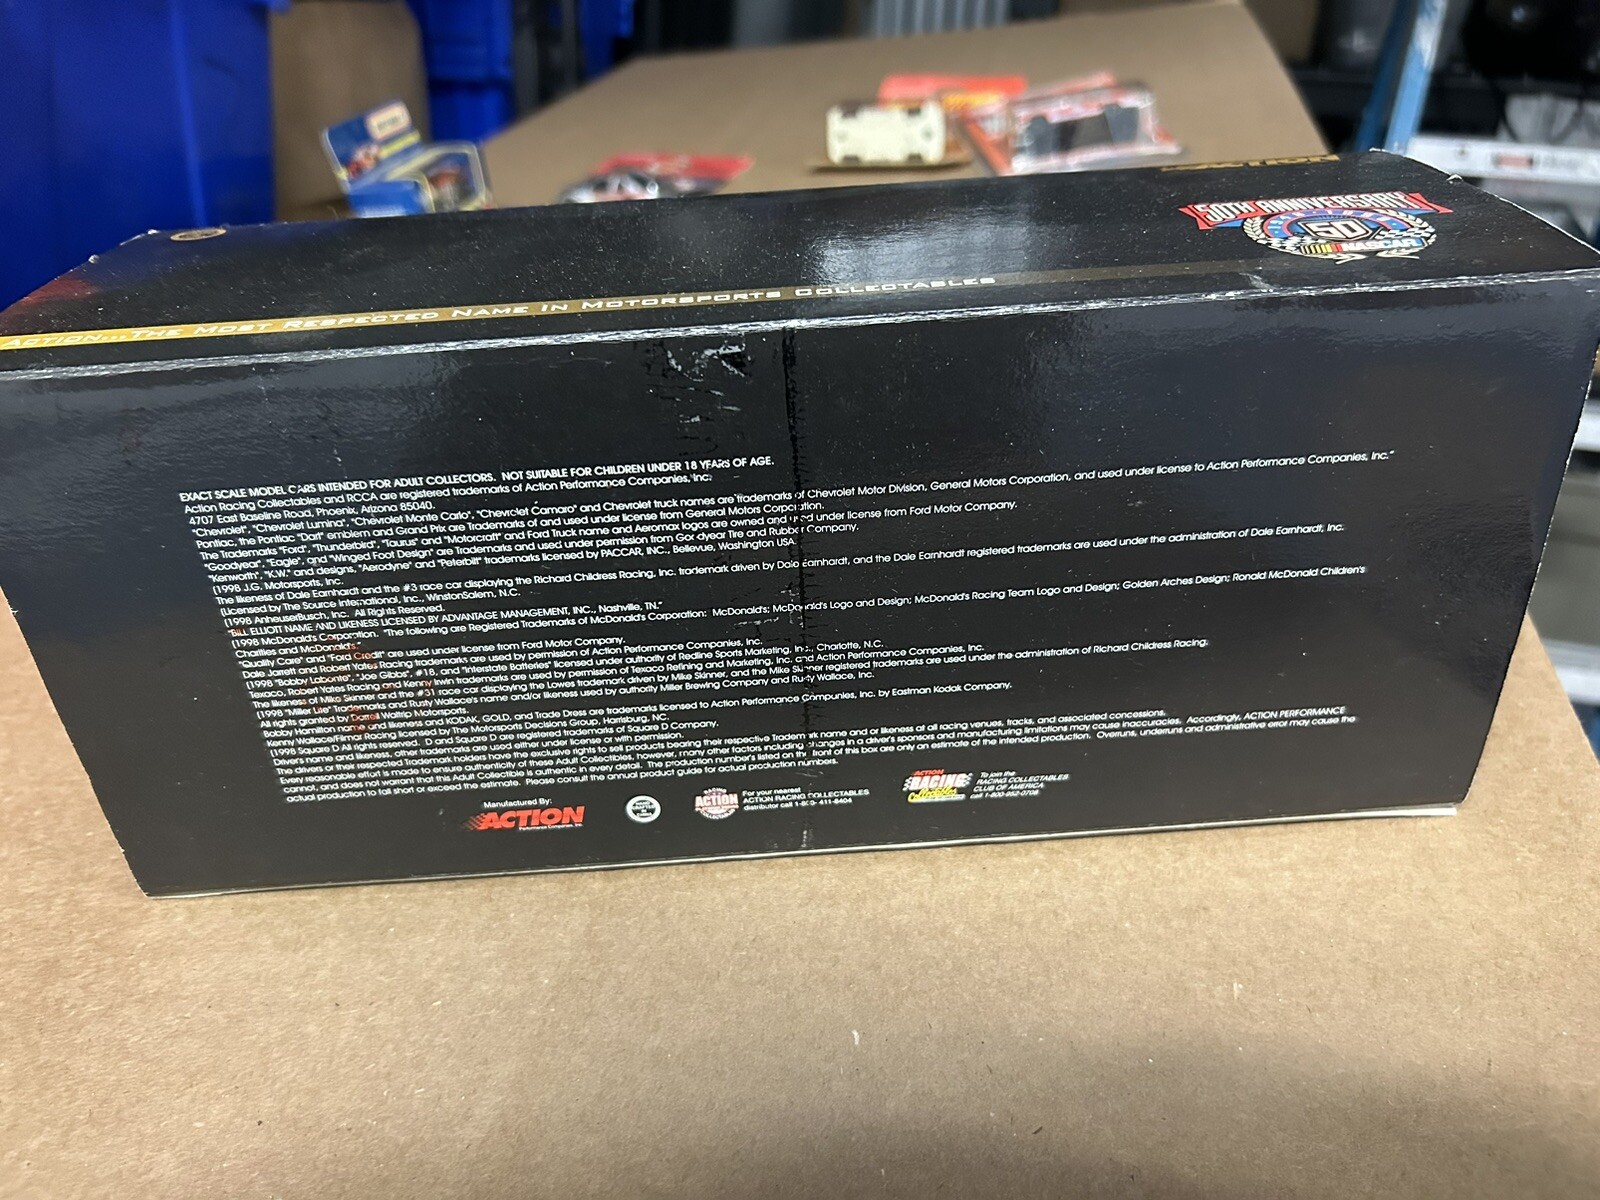 ACTION
50TH ANNIVERSARY
50
NASCAR
ACTION...THE MOST RESPECTED NAME IN MOTORSPORTS COLLECTABLES
EXACT SCALE MODEL CARS INTENDED FOR ADULT COLLECTORS. NOT SUITABLE FOR CHILDREN UNDER 18 YEARS OF AGE.
Action Racing Collectables and RCCA are registered trademarks of Action Performance Companies, Inc.
4707 East Baseline Road, Phoenix, Arizona 85040.
"Chevrolet", "Chevrolet Lumina", "Chevrolet Monte Carlo", "Chevrolet Camaro" and Chevrolet truck names are trademarks of Chevrolet Motor Division, General Motors Corporation, and used under license to Action Performance Companies, Inc."
Pontiac, the Pontiac "Dart" emblem and Grand Prix are Trademarks of and used under license from General Motors Corporation.
The Trademarks "Ford", "Thunderbird", "Taurus" and "Motorcraft" and Ford Truck name and Aeromax logos are owned and used under license from Ford Motor Company.
"Goodyear", "Eagle", and "Winged Foot Design" are Trademarks and used under permission from Goodyear Tire and Rubber Company.
"Kenworth", "K.W." and designs, "Aerodyne" and "Peterbilt" trademarks licensed by PACCAR, INC., Bellevue, Washington USA.
(1998 J.G. Motorsports, Inc.
The likeness of Dale Earnhardt and the #3 race car displaying the Richard Childress Racing, Inc. trademark driven by Dale Earnhardt, and the Dale Earnhardt registered trademarks are used under the administration of Dale Earnhardt, Inc.
(Licensed by The Source International, Inc., WinstonSalem, N.C.
(1998 AnheuserBusch, Inc. All Rights Reserved.
"BILL ELLIOTT NAME AND LIKENESS LICENSED BY ADVANTAGE MANAGEMENT, INC., Nashville, TN."
(1998 McDonald's Corporation. "The following are Registered Trademarks of McDonald's Corporation: McDonald's; McDonald's Logo and Design; McDonald's Racing Team Logo and Design; Golden Arches Design; Ronald McDonald Children's
Charities and McDonald's."
"Quality Care" and "Ford Credit" are used under license from Ford Motor Company.
Dale Jarrett and Robert Yates Racing trademarks are used by permission of Action Performance Companies, Inc.
(1998 "Bobby Labonte", "Joe Gibbs", #18, and "Interstate Batteries" licensed under authority of Redline Sports Marketing, Inc., Charlotte, N.C.
Texaco, Robert Yates Racing and Kenny Irwin trademarks are used by permission of Texaco Refining and Marketing, Inc. and Action Performance Companies, Inc.
The likeness of Mike Skinner and the #31 race car displaying the Lowes trademark driven by Mike Skinner, and the Mike Skinner registered trademarks are used under the administration of Richard Childress Racing.
(1998 "Miller Lite" Trademarks and Rusty Wallace's name and/or likeness used by authority Miller Brewing Company and Rusty Wallace, Inc.
All rights granted by Darrell Waltrip Motorsports.
Bobby Hamilton name and likeness and KODAK, GOLD, and Trade Dress are trademarks licensed to Action Performance Companies, Inc. by Eastman Kodak Company.
Kenny Wallace/Filmar Racing licensed by The Motorsports Decisions Group, Harrisburg, NC.
(1998 Square D All rights reserved. D and Square D are registered trademarks of Square D Company.
Driver's name and likeness, other trademarks are used either under license or with permission.
The drivers or their respected Trademark holders have the exclusive rights to sell products bearing their respective Trademark name and or likeness at all racing venues, tracks, and associated concessions.
Every reasonable effort is made to ensure authenticity of these Adult Collectibles, however, many other factors including changes in a driver's sponsors and manufacturing limitations may cause inaccuracies. Accordingly, ACTION PERFORMANCE
cannot, and does not warrant that this Adult Collectible is authentic in every detail. The production number's listed on the front of this box are only an estimate of the intended production. Overruns, underruns and administrative error may cause the
actual production to fall short or exceed the estimate. Please consult the annual product guide for actual production numbers.
Manufactured By:
ACTION
Performance Companies, Inc.
RACING
ACTION
COLLECTABLES
For your nearest
ACTION RACING COLLECTABLES
distributor call 1-800-411-8404
ACTION
RACING
Collectables
To join the
RACING COLLECTABLES
CLUB OF AMERICA
call 1-800-952-0708